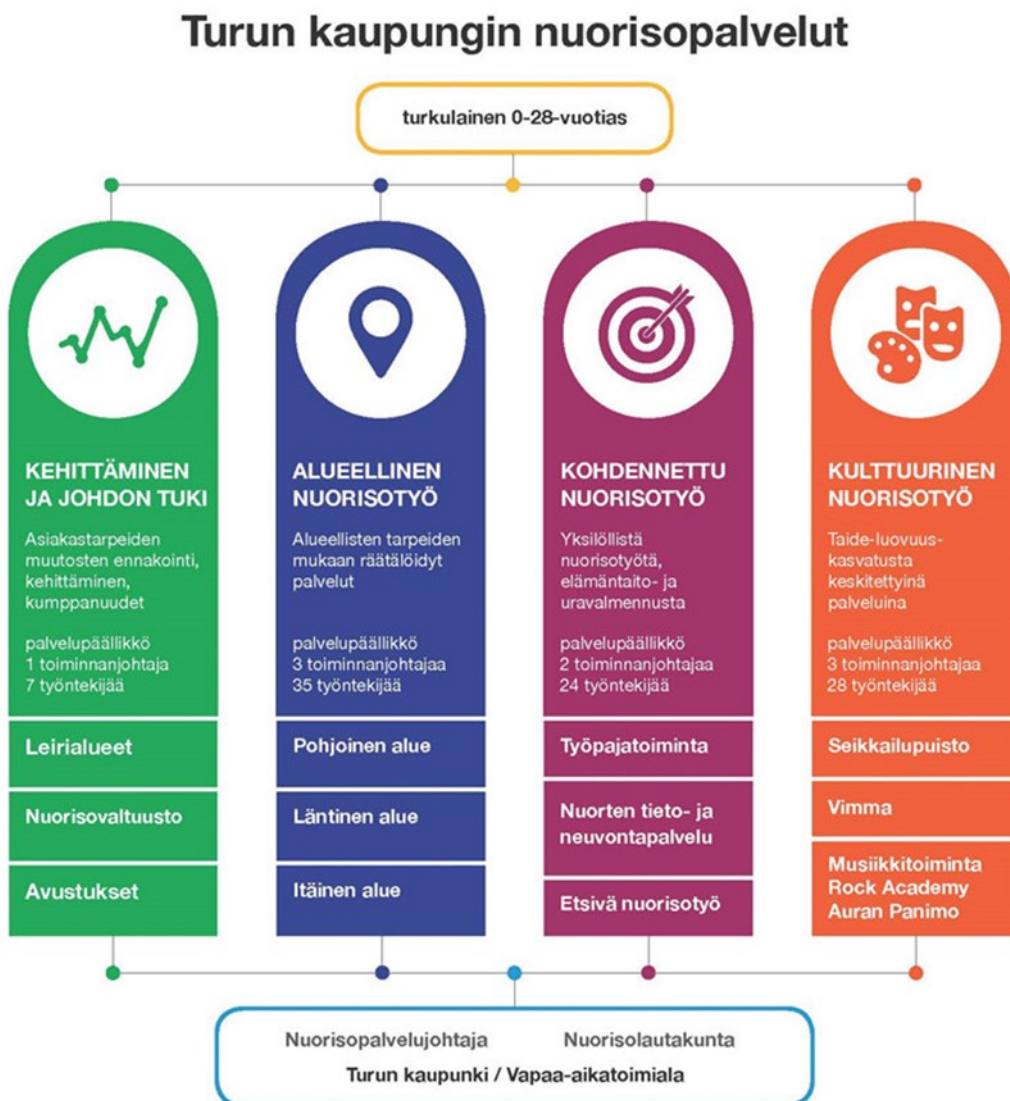 Turun kaupungin nuorisopalvelut
turkulainen 0-28-vuotias
KEHITTÄMINEN
JA JOHDON TUKI
Asiakastarpeiden
muutosten ennakointi,
kehittäminen,
kumppanuudet
palvelupäällikkö
1 toiminnanjohtaja
7 työntekijää
Leirialueet
Nuorisovaltuusto
Avustukset
ALUEELLINEN
NUORISOTYÖ
Alueellisten tarpeiden
mukaan räätälöidyt
palvelut
palvelupäällikkö
3 toiminnanjohtajaa
35 työntekijää
Pohjoinen alue
Läntinen alue
Itäinen alue
KOHDENNETTU
NUORISOTYÖ
Yksilöllistä
nuorisotyötä,
elämäntaito- ja
uravalmennusta
palvelupäällikkö
2 toiminnanjohtajaa
24 työntekijää
Työpajatoiminta
Nuorten tieto- ja
neuvontapalvelu
Etsivä nuorisotyö
KULTTUURINEN
NUORISOTYÖ
Taide-luovuus-
kasvatusta
keskitettyinä
palveluina
palvelupäällikkö
3 toiminnanjohtajaa
28 työntekijää
Seikkailupuisto
Vimma
Musiikkitoiminta
Rock Academy
Auran Panimo
Nuorisopalvelujohtaja Nuorisolautakunta
Turun kaupunki / Vapaa-aikatoimiala